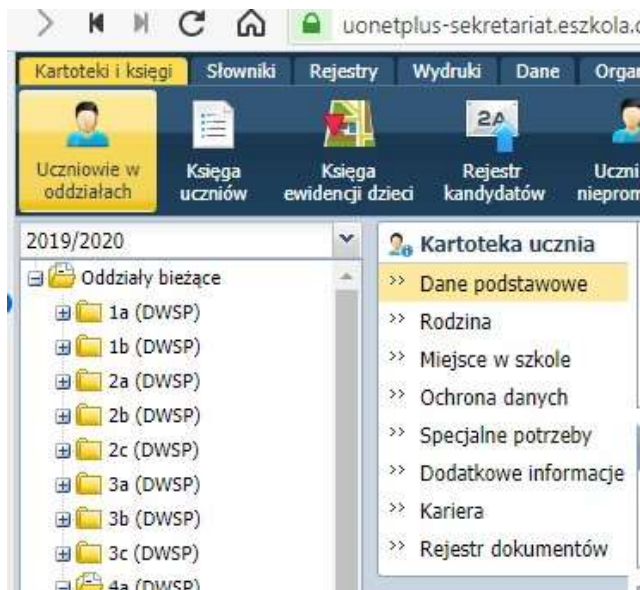 uonetplus-sekretariat.eszkola.
Kartoteki i księgi Słowniki Rejestry Wydruki Dane
2A
Uczniowie w oddziałach
Księga uczniów
Księga ewidencji dzieci
Rejestr kandydatów
2019/2020
Oddziały bieżące
1a (DWSP)
1b (DWSP)
2a (DWSP)
2b (DWSP)
2c (DWSP)
3a (DWSP)
3b (DWSP)
3c (DWSP)
4a (DWSP)
Kartoteka ucznia
>> Dane podstawowe
>> Rodzina
>> Miejsce w szkole
>> Ochrona danych
>> Specjalne potrzeby
>> Dodatkowe informacje
>> Kariera
>> Rejestr dokumentów